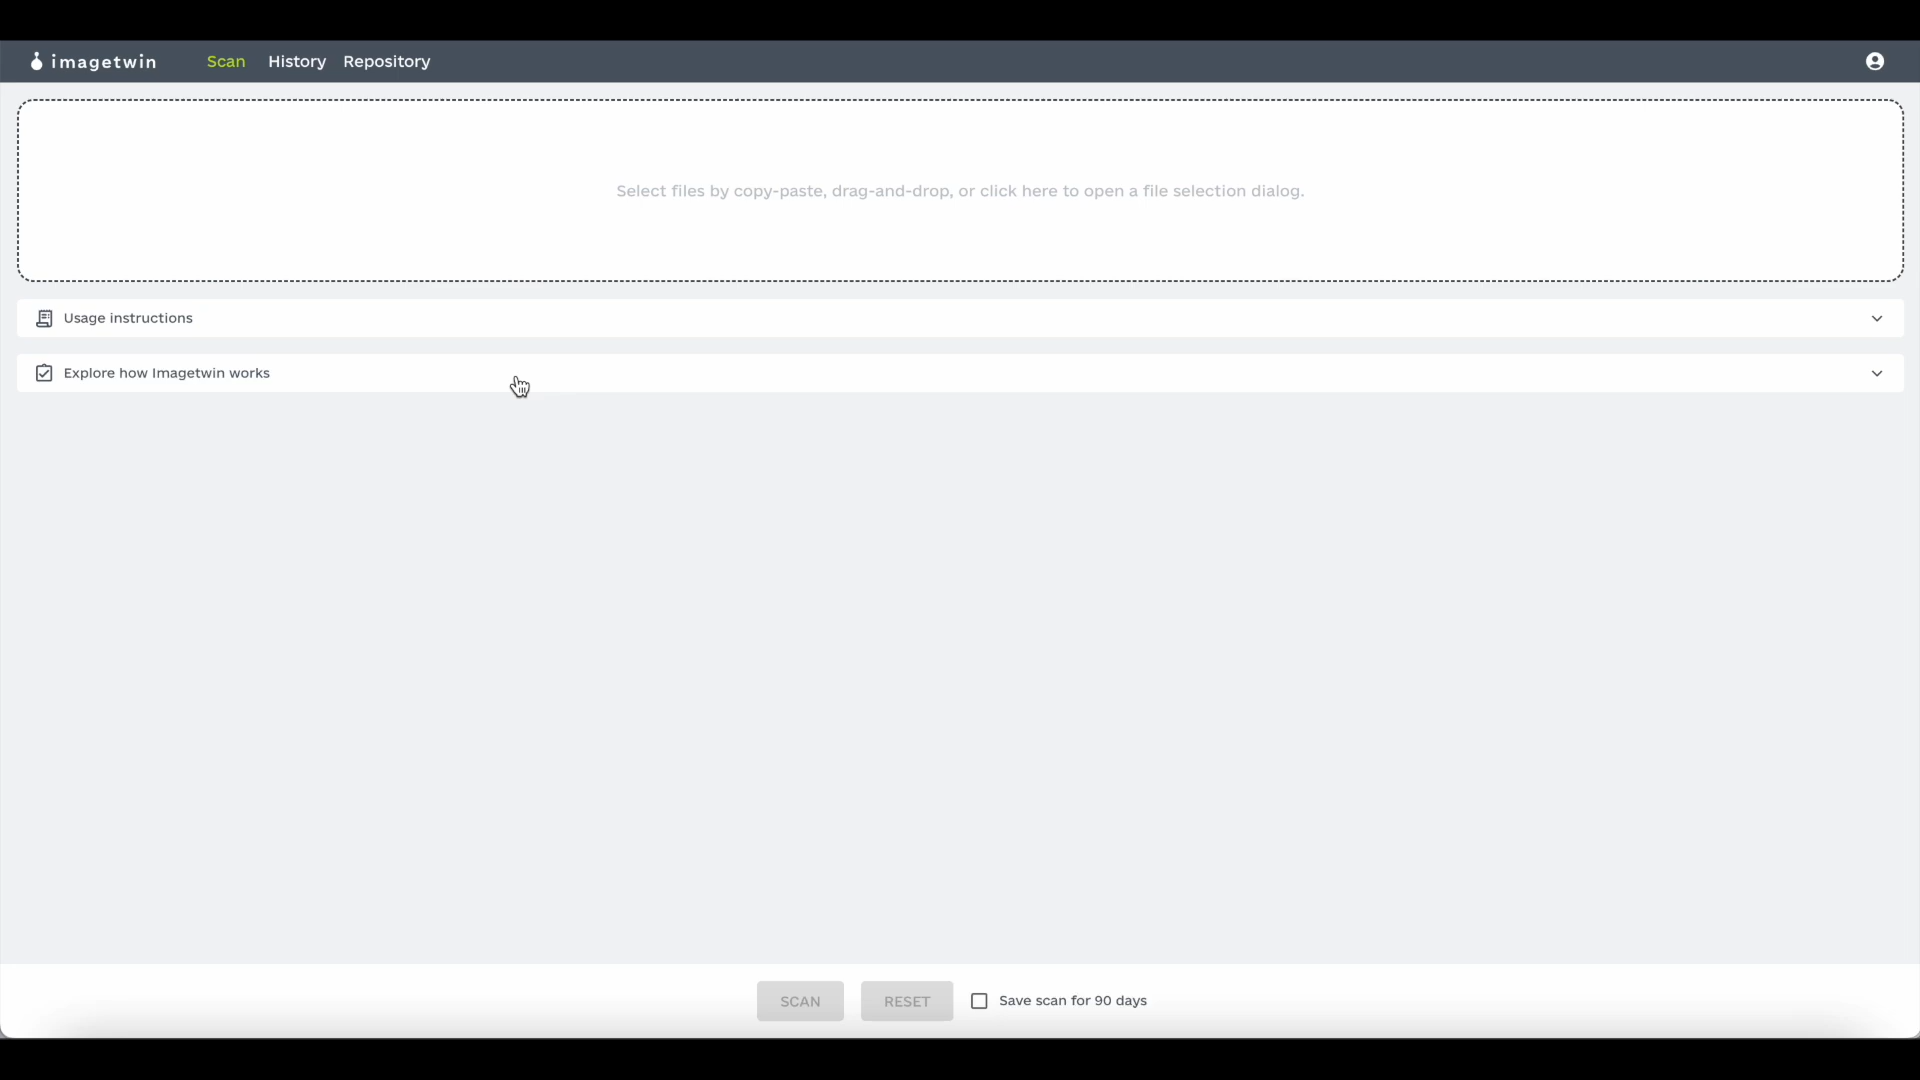 imagetwin Scan History Repository
Select files by copy-paste, drag-and-drop, or click here to open a file selection dialog.
Usage instructions
Explore how Imagetwin works
SCAN RESET Save scan for 90 days